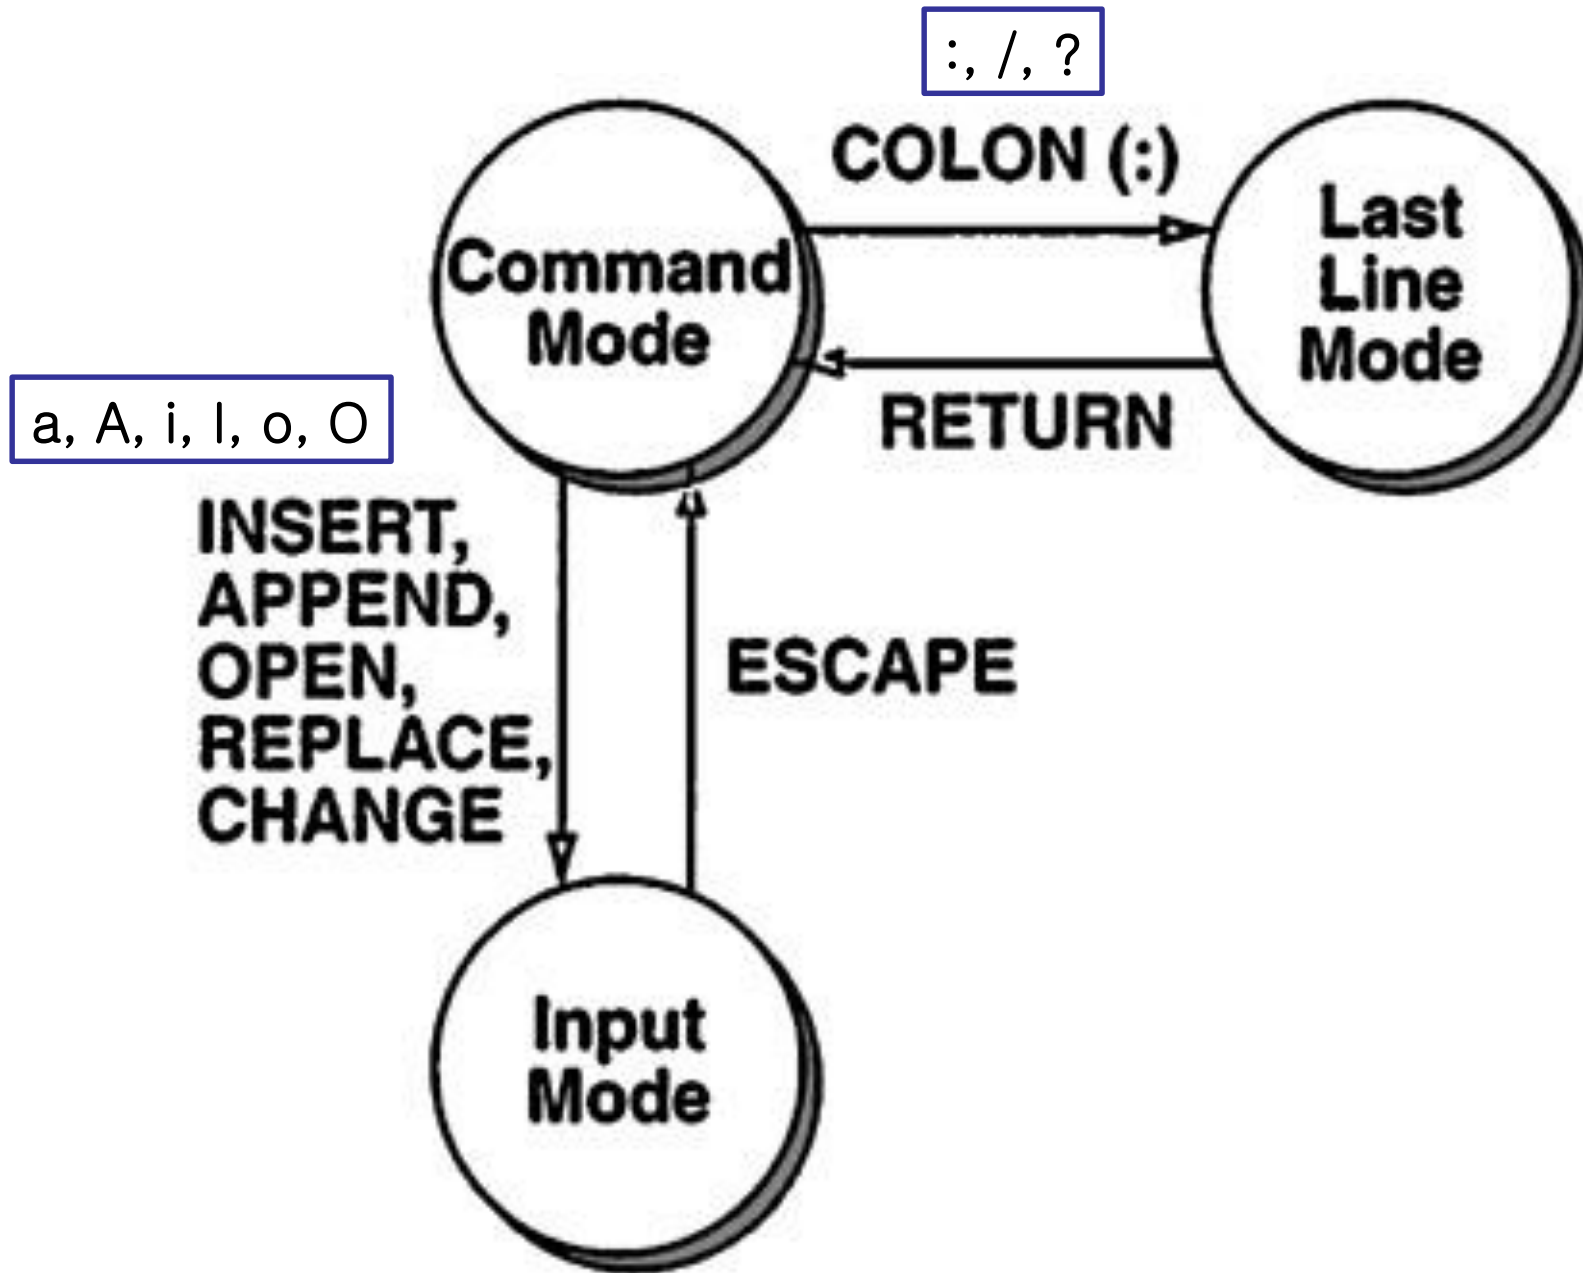 :, /, ?
COLON (:)
Command
Mode
Last
Line
Mode
RETURN
a, A, i, I, o, O
INSERT,
APPEND,
OPEN,
REPLACE,
CHANGE
ESCAPE
Input
Mode